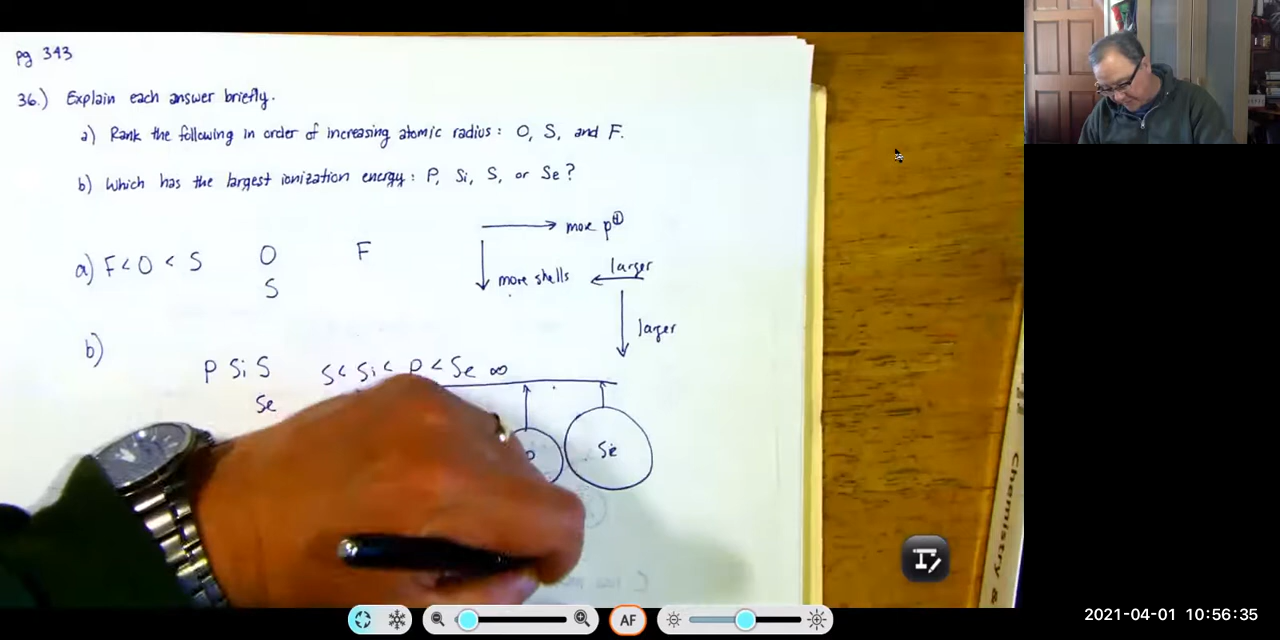 pg 343
36.) Explain each answer briefly.
a) Rank the following in order of increasing atomic radius: O, S, and F.
b) Which has the largest ionization energy: P, Si, S, or Se?
more p⊕
a) F < O < S O F
S
more shells
larger
larger
b)
P Si S S < Si < P < Se ∞
Se
Se
Chemistry &
AF
2021-04-01 10:56:35